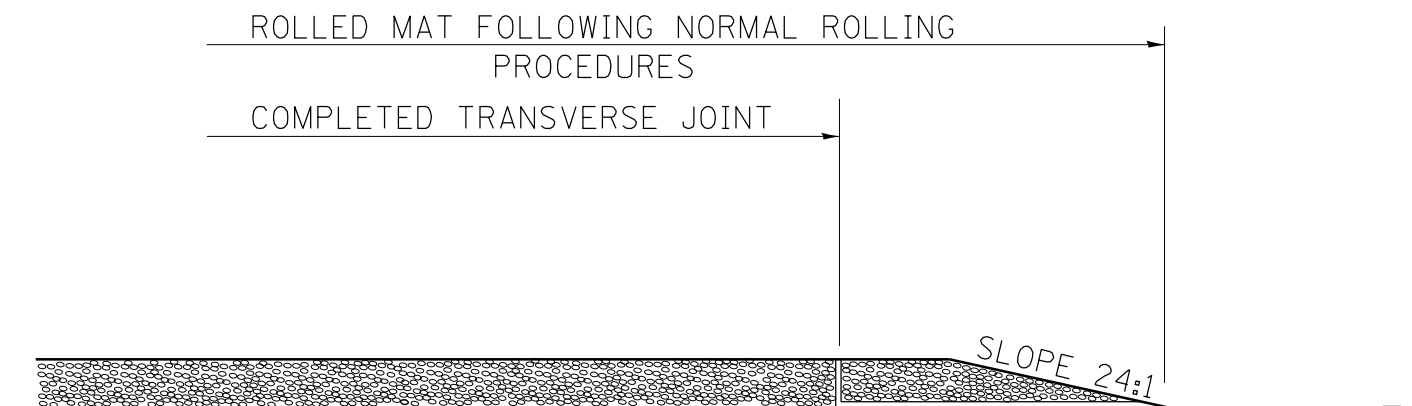 ROLLED MAT FOLLOWING NORMAL ROLLING
PROCEDURES
COMPLETED TRANSVERSE JOINT
SLOPE 24:1